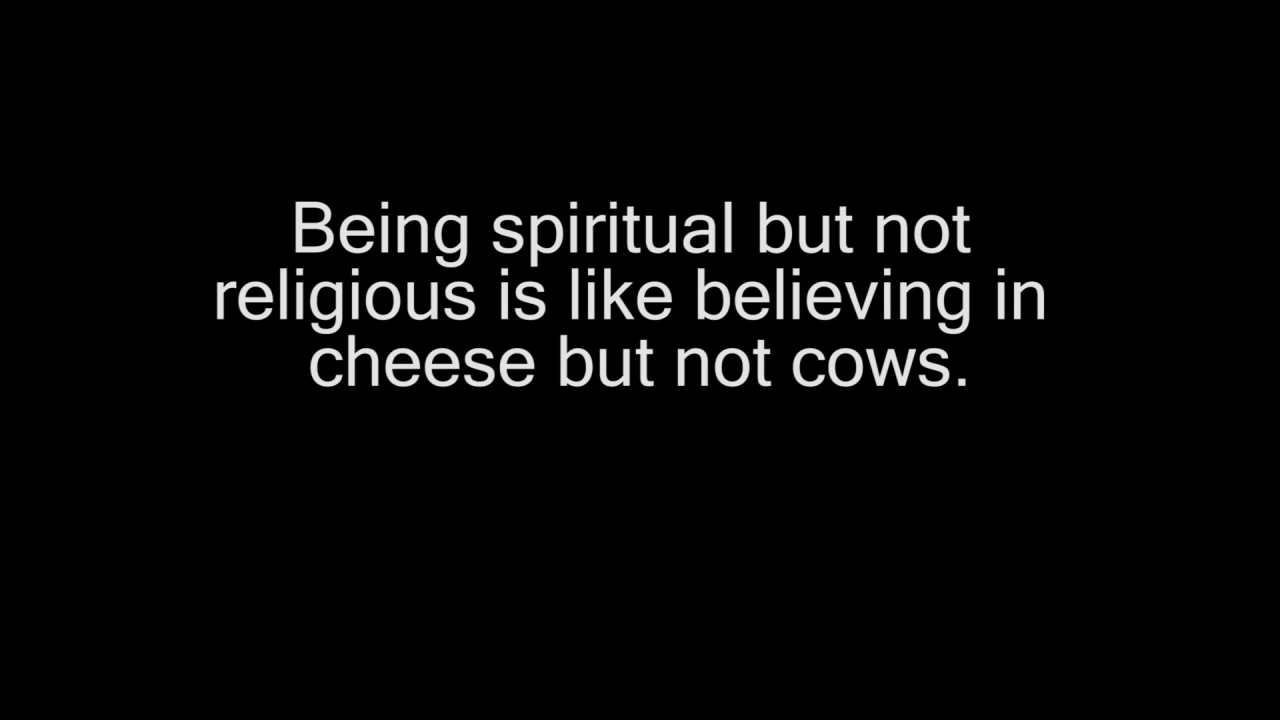 Being spiritual but not
religious is like believing in
cheese but not cows.